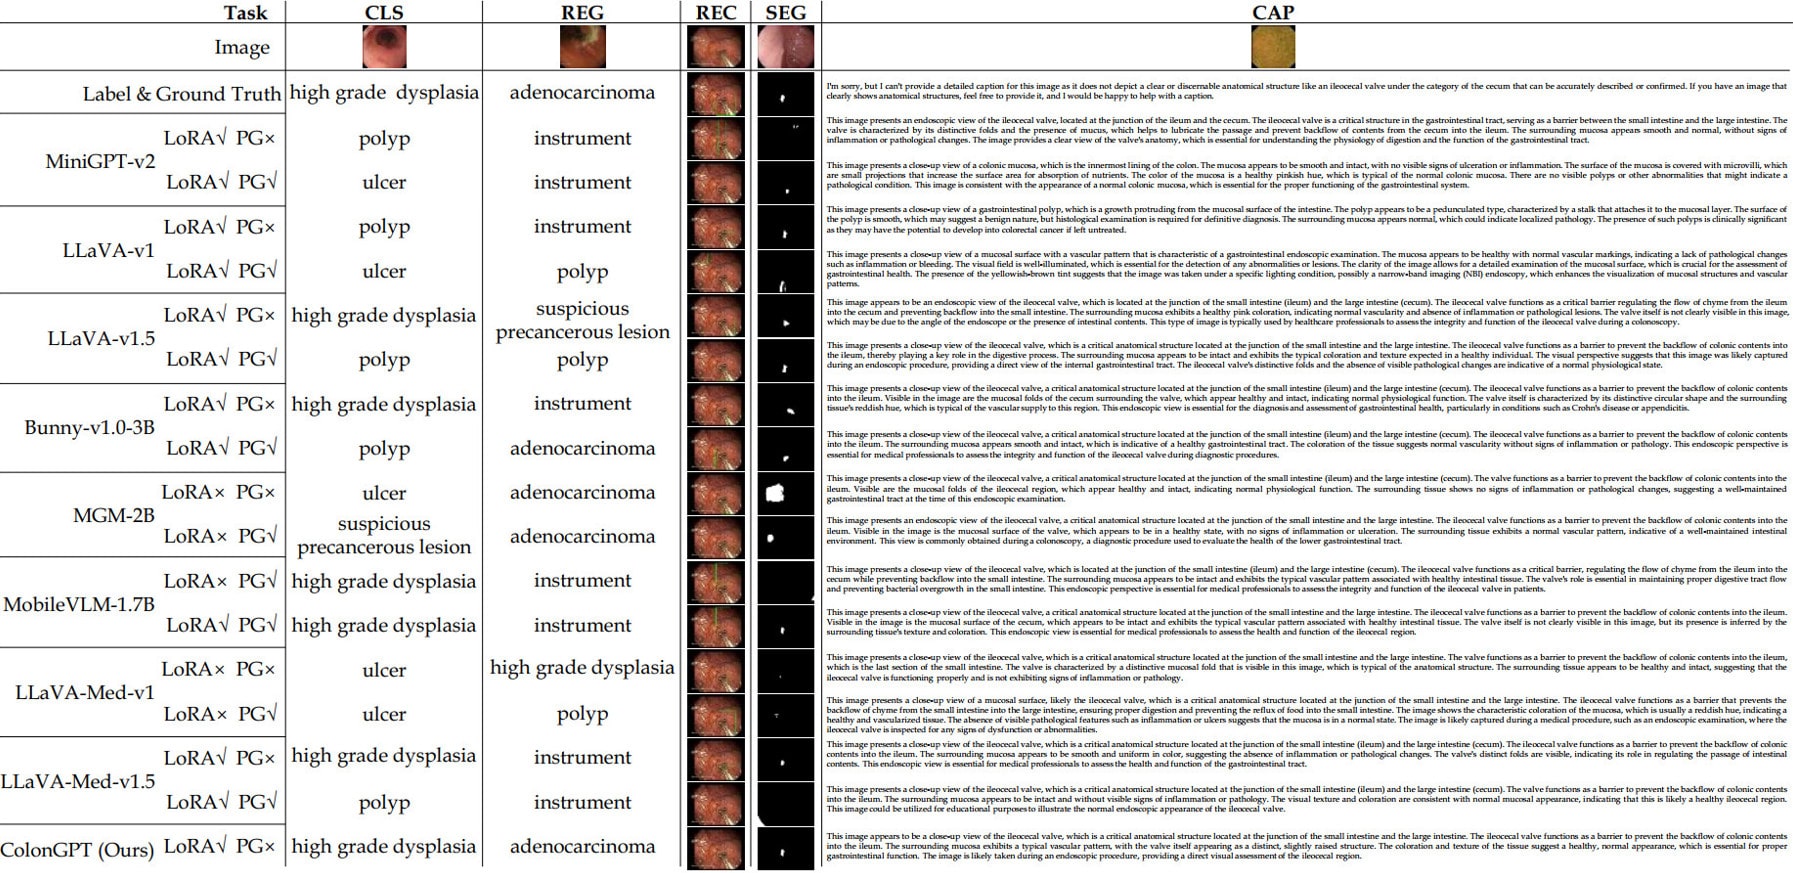 Task CLS REG REC SEG CAP
Image
Label & Ground Truth high grade dysplasia adenocarcinoma
I'm sorry, but I can't provide a detailed caption for this image as it does not depict a clear or discernable anatomical structure like an ileocecal valve under the category of the cecum that can be accurately described or confirmed. If you have an image that
clearly shows anatomical structures, feel free to provide it, and I would be happy to help with a caption.
MiniGPT-v2
LoRA√ PG× polyp instrument
This image presents an endoscopic view of the ileocecal valve, located at the junction of the ileum and the cecum. The ileocecal valve is a critical structure in the gastrointestinal tract, serving as a barrier between the small intestine and the large intestine. The
valve is characterized by its distinctive folds and the presence of mucus, which helps to lubricate the passage and prevent backflow of contents from the cecum into the ileum. The surrounding mucosa appears smooth and normal, without signs of
inflammation or pathological changes. The image provides a clear view of the valve's anatomy, which is essential for understanding the physiology of digestion and the function of the gastrointestinal tract.
LoRA√ PG√ ulcer instrument
This image presents a close-up view of a colonic mucosa, which is the innermost lining of the colon. The mucosa appears to be smooth and intact, with no visible signs of ulceration or inflammation. The surface of the mucosa is covered with microvilli, which
are small projections that increase the surface area for absorption of nutrients. The color of the mucosa is a healthy pinkish hue, which is typical of the normal colonic mucosa. There are no visible polyps or other abnormalities that might indicate a
pathological condition. This image is consistent with the appearance of a normal colonic mucosa, which is essential for the proper functioning of the gastrointestinal system.
LLaVA-v1
LoRA√ PG× polyp instrument
This image presents a close-up view of a gastrointestinal polyp, which is a growth protruding from the mucosal surface of the intestine. The polyp appears to be a pedunculated type, characterized by a stalk that attaches it to the mucosal layer. The surface of
the polyp is smooth, which may suggest a benign nature, but histological examination is required for definitive diagnosis. The surrounding mucosa appears normal, which could indicate localized pathology. The presence of such polyps is clinically significant
as they may have the potential to develop into colorectal cancer if left untreated.
LoRA√ PG√ ulcer polyp
This image presents a close-up view of a mucosal surface with a vascular pattern that is characteristic of a gastrointestinal endoscopic examination. The mucosa appears to be healthy with normal vascular markings, indicating a lack of pathological changes
such as inflammation or bleeding. The visual field is well-illuminated, which is essential for the detection of any abnormalities or lesions. The clarity of the image allows for a detailed examination of the mucosal surface, which is crucial for the assessment of
gastrointestinal health. The presence of the yellowish-brown tint suggests that the image was taken under a specific lighting condition, possibly a narrow-band imaging (NBI) endoscopy, which enhances the visualization of mucosal structures and vascular
patterns.
LLaVA-v1.5
LoRA√ PG× high grade dysplasia suspicious
precancerous lesion
This image appears to be an endoscopic view of the ileocecal valve, which is located at the junction of the small intestine (ileum) and the large intestine (cecum). The ileocecal valve functions as a critical barrier regulating the flow of chyme from the ileum
into the cecum and preventing backflow into the small intestine. The surrounding mucosa exhibits a healthy pink coloration, indicating normal vascularity and absence of inflammation or pathological lesions. The valve itself is not clearly visible in this image,
which may be due to the angle of the endoscope or the presence of intestinal contents. This type of image is typically used by healthcare professionals to assess the integrity and function of the ileocecal valve during a colonoscopy.
LoRA√ PG√ polyp polyp
This image presents a close-up view of the ileocecal valve, which is a critical anatomical structure located at the junction of the small intestine and the large intestine. The ileocecal valve functions as a barrier to prevent the backflow of colonic contents into
the ileum, thereby playing a key role in the digestive process. The surrounding mucosa appears to be intact and exhibits the typical coloration and texture expected in a healthy individual. The visual perspective suggests that this image was likely captured
during an endoscopic procedure, providing a direct view of the internal gastrointestinal tract. The ileocecal valve's distinctive folds and the absence of visible pathological changes are indicative of a normal physiological state.
Bunny-v1.0-3B
LoRA√ PG× high grade dysplasia instrument
This image presents a close-up view of the ileocecal valve, a critical anatomical structure located at the junction of the small intestine (ileum) and the large intestine (cecum). The ileocecal valve functions as a barrier to prevent the backflow of colonic contents
into the ileum. Visible in the image are the mucosal folds of the cecum surrounding the valve, which appear healthy and intact, indicating normal physiological function. The valve itself is characterized by its distinctive circular shape and the surrounding
tissue's reddish hue, which is typical of the vascular supply to this region. This endoscopic view is essential for the diagnosis and assessment of gastrointestinal health, particularly in conditions such as Crohn's disease or appendicitis.
LoRA√ PG√ polyp adenocarcinoma
This image presents a close-up view of the ileocecal valve, a critical anatomical structure located at the junction of the small intestine (ileum) and the large intestine (cecum). The ileocecal valve functions as a barrier to prevent the backflow of colonic contents
into the ileum. The surrounding mucosa appears smooth and intact, which is indicative of a healthy gastrointestinal tract. The coloration of the tissue suggests normal vascularity without signs of inflammation or pathology. This endoscopic perspective is
essential for medical professionals to assess the integrity and function of the ileocecal valve during diagnostic procedures.
MGM-2B
LoRA× PG× ulcer adenocarcinoma
This image presents a close-up view of the ileocecal valve, a critical anatomical structure located at the junction of the small intestine (ileum) and the large intestine (cecum). The valve functions as a barrier to prevent the backflow of colonic contents into the
ileum. Visible are the mucosal folds of the ileocecal region, which appear healthy and intact, indicating normal physiological function. The surrounding tissue shows no signs of inflammation or pathological changes, suggesting a well-maintained
gastrointestinal tract at the time of this endoscopic examination.
LoRA× PG√ suspicious
precancerous lesion adenocarcinoma
This image presents an endoscopic view of the ileocecal valve, a critical anatomical structure located at the junction of the small intestine and the large intestine. The ileocecal valve functions as a barrier to prevent the backflow of colonic contents into the
ileum. Visible in the image is the mucosal surface of the valve, which appears to be in a healthy state, with no signs of inflammation or ulceration. The surrounding tissue exhibits a normal vascular pattern, indicative of a well-maintained intestinal
environment. This view is commonly obtained during a colonoscopy, a diagnostic procedure used to evaluate the health of the lower gastrointestinal tract.
MobileVLM-1.7B
LoRA× PG√ high grade dysplasia instrument
This image presents a close-up view of the ileocecal valve, which is located at the junction of the small intestine (ileum) and the large intestine (cecum). The ileocecal valve functions as a critical barrier, regulating the flow of chyme from the ileum into the
cecum while preventing backflow into the small intestine. The surrounding mucosa appears to be intact and exhibits the typical vascular pattern associated with healthy intestinal tissue. The valve's role is essential in maintaining proper digestive tract flow
and preventing bacterial overgrowth in the small intestine. This endoscopic perspective is essential for medical professionals to assess the integrity and function of the ileocecal valve in patients.
LoRA√ PG√ high grade dysplasia instrument
This image presents a close-up view of the ileocecal valve, a critical anatomical structure located at the junction of the small intestine and the large intestine. The ileocecal valve functions as a barrier to prevent the backflow of colonic contents into the ileum.
Visible in the image is the mucosal surface of the cecum, which appears to be intact and exhibits the typical vascular pattern associated with healthy intestinal tissue. The valve itself is not clearly visible in this image, but its presence is inferred by the
surrounding tissue's texture and coloration. This endoscopic view is essential for medical professionals to assess the health and function of the ileocecal region.
LLaVA-Med-v1
LoRA× PG× ulcer high grade dysplasia
This image presents a close-up view of the ileocecal valve, which is a critical anatomical structure located at the junction of the small intestine and the large intestine. The valve functions as a barrier to prevent the backflow of colonic contents into the ileum,
which is the last section of the small intestine. The valve is characterized by a distinctive mucosal fold that is visible in this image, which is typical of the anatomical structure. The surrounding tissue appears to be healthy and intact, suggesting that the
ileocecal valve is functioning properly and is not exhibiting signs of inflammation or pathology.
LoRA× PG√ ulcer polyp
This image presents a close-up view of a mucosal surface, likely the ileocecal valve, which is a critical anatomical structure located at the junction of the small intestine and the large intestine. The ileocecal valve functions as a barrier that prevents the
backflow of chyme from the small intestine into the large intestine, ensuring proper digestion and preventing the reflux of food into the small intestine. The image shows the characteristic coloration of the mucosa, which is usually a reddish hue, indicating a
healthy and vascularized tissue. The absence of visible pathological features such as inflammation or ulcers suggests that the mucosa is in a normal state. The image is likely captured during a medical procedure, such as an endoscopic examination, where the
ileocecal valve is inspected for any signs of dysfunction or abnormalities.
LLaVA-Med-v1.5
LoRA√ PG× high grade dysplasia instrument
This image presents a close-up view of the ileocecal valve, which is a critical anatomical structure located at the junction of the small intestine (ileum) and the large intestine (cecum). The ileocecal valve functions as a barrier to prevent the backflow of colonic
contents into the ileum. The surrounding mucosa appears to be smooth and uniform in color, suggesting the absence of inflammation or pathological changes. The valve's distinct folds are visible, indicating its role in regulating the passage of intestinal
contents. This endoscopic view is essential for medical professionals to assess the health and function of the gastrointestinal tract.
LoRA√ PG√ polyp instrument
This image presents a close-up view of the ileocecal valve, which is a critical anatomical structure located at the junction of the small intestine (ileum) and the large intestine (cecum). The valve functions as a barrier to prevent the backflow of colonic contents
into the ileum. The surrounding mucosa appears to be intact and without visible signs of inflammation or pathology. The visual texture and coloration are consistent with normal mucosal appearance, indicating that this is likely a healthy ileocecal region.
This image could be utilized for educational purposes to illustrate the normal endoscopic appearance of the ileocecal valve.
ColonGPT (Ours) LoRA√ PG× high grade dysplasia adenocarcinoma
This image appears to be a close-up view of the ileocecal valve, which is a critical anatomical structure located at the junction of the small intestine and the large intestine. The ileocecal valve functions as a barrier to prevent the backflow of colonic contents
into the ileum. The surrounding mucosa exhibits a typical vascular pattern, with the valve itself appearing as a distinct, slightly raised structure. The coloration and texture of the tissue suggest a healthy, normal appearance, which is essential for proper
gastrointestinal function. The image is likely taken during an endoscopic procedure, providing a direct visual assessment of the ileocecal region.